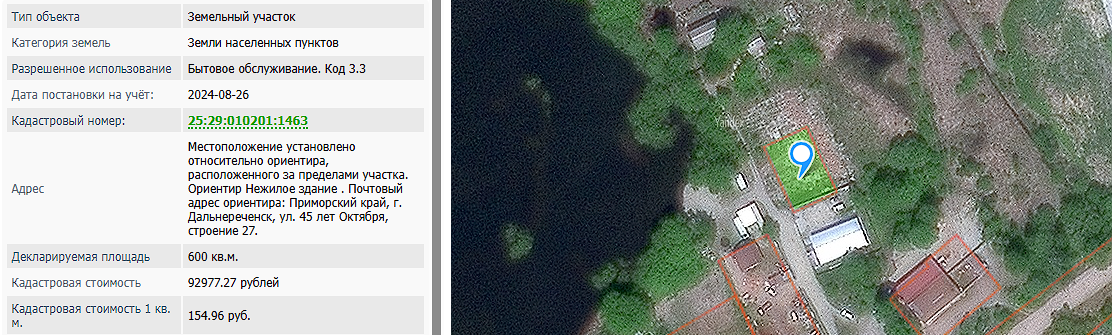 Тип объекта Земельный участок
Категория земель Земли населенных пунктов
Разрешенное использование Бытовое обслуживание. Код 3.3
Дата постановки на учёт: 2024-08-26
Кадастровый номер: 25:29:010201:1463
Адрес
Местоположение установлено
относительно ориентира,
расположенного за пределами участка.
Ориентир Нежилое здание . Почтовый
адрес ориентира: Приморский край, г.
Дальнереченск, ул. 45 лет Октября,
строение 27.
Декларируемая площадь 600 кв.м.
Кадастровая стоимость 92977.27 рублей
Кадастровая стоимость 1 кв. 154.96 руб.
м.
Yandex